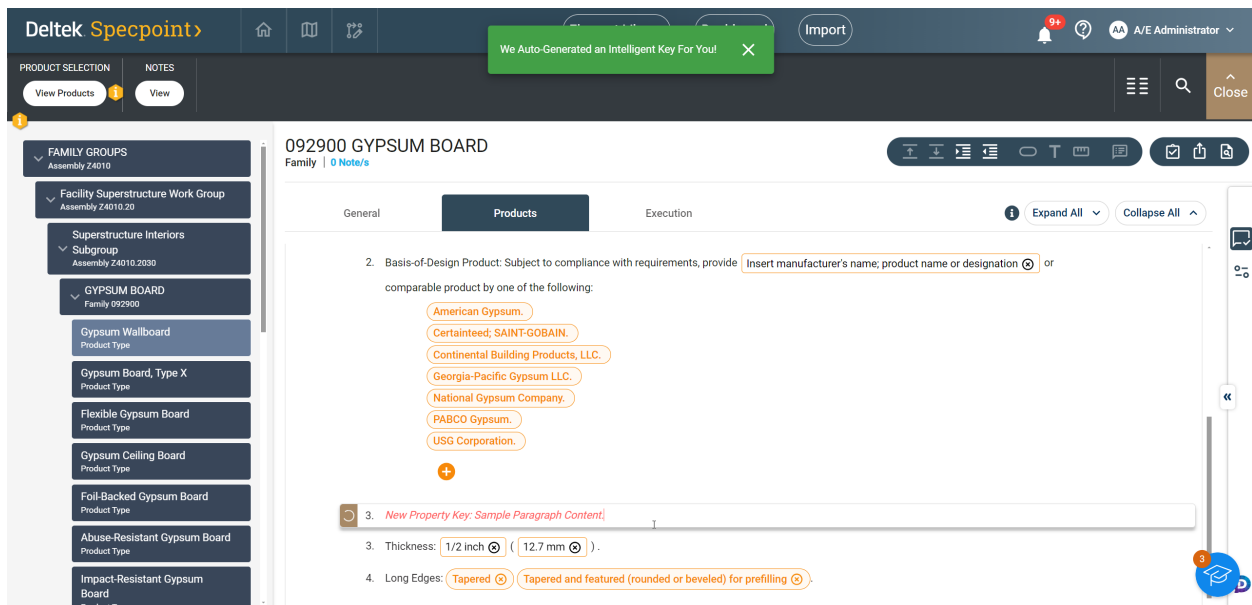 Deltek. Specpoint>
Import
9+
AA A/E Administrator
We Auto-Generated an Intelligent Key For You!
PRODUCT SELECTION
NOTES
View Products
View
Close
FAMILY GROUPS
Assembly Z4010
Facility Superstructure Work Group
Assembly Z4010.20
Superstructure Interiors
Subgroup
Assembly Z4010.2030
GYPSUM BOARD
Family 092900
Gypsum Wallboard
Product Type
Gypsum Board, Type X
Product Type
Flexible Gypsum Board
Product Type
Gypsum Ceiling Board
Product Type
Foil-Backed Gypsum Board
Product Type
Abuse-Resistant Gypsum Board
Product Type
Impact-Resistant Gypsum
Board
092900 GYPSUM BOARD
Family | 0 Note/s
General
Products
Execution
Expand All
Collapse All
2. Basis-of-Design Product: Subject to compliance with requirements, provide Insert manufacturer's name; product name or designation or
comparable product by one of the following:
American Gypsum.
Certainteed; SAINT-GOBAIN.
Continental Building Products, LLC.
Georgia-Pacific Gypsum LLC.
National Gypsum Company.
PABCO Gypsum.
USG Corporation.
3. New Property Key: Sample Paragraph Content.
3. Thickness: 1/2 inch ( 12.7 mm ) .
4. Long Edges: Tapered Tapered and featured (rounded or beveled) for prefilling .
3